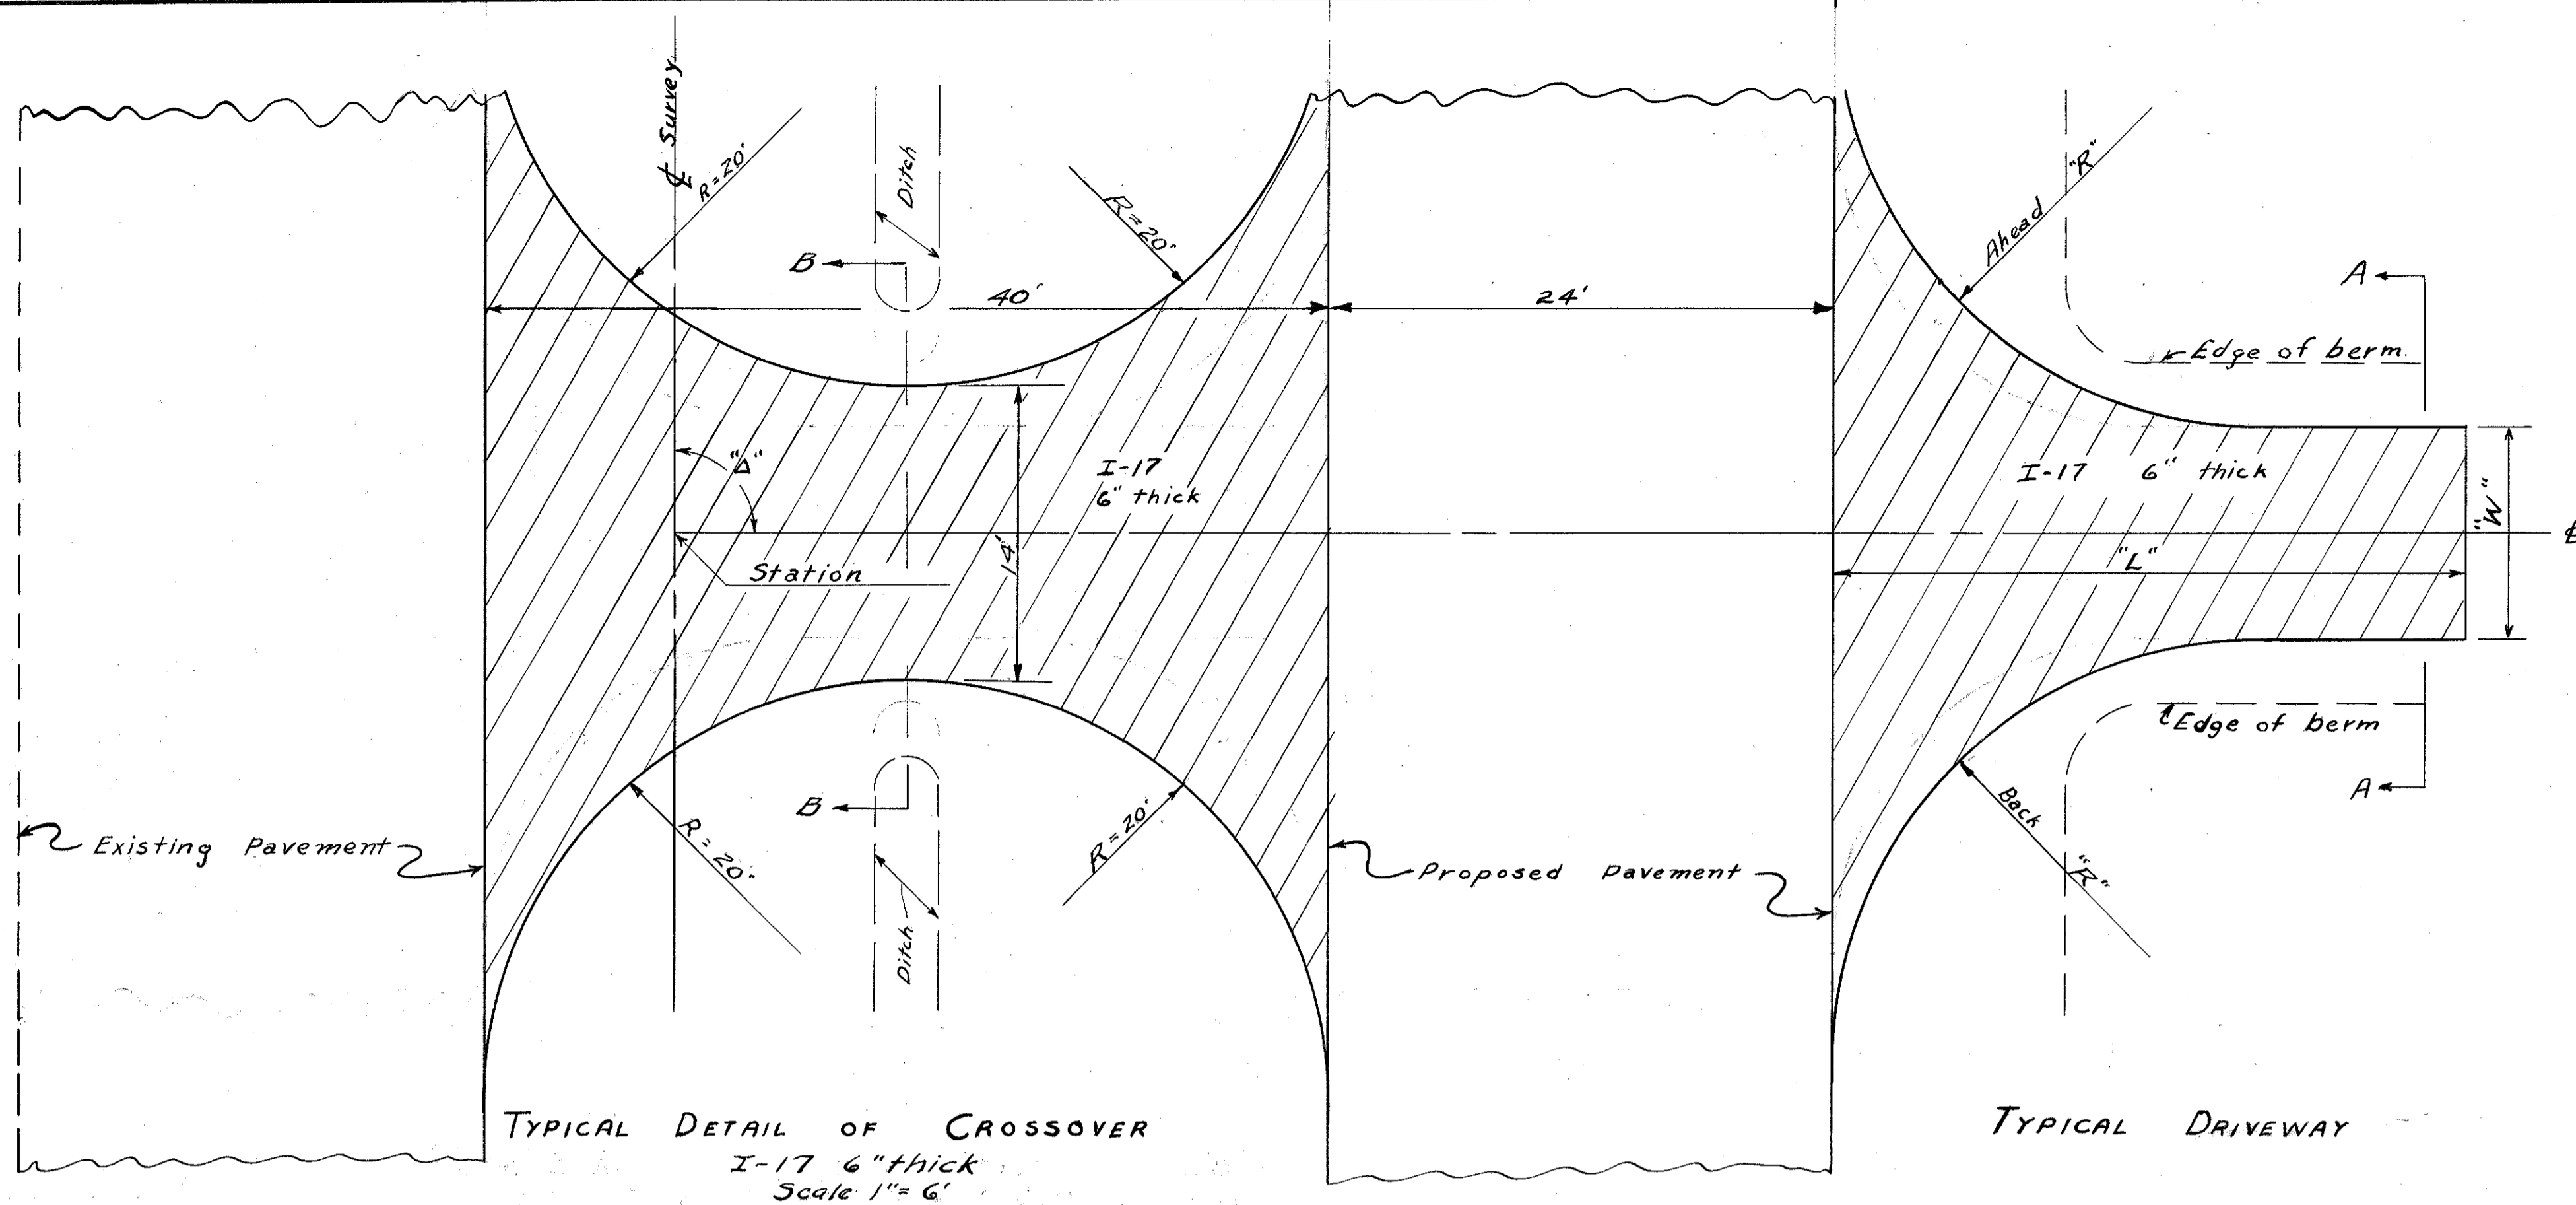 ℄ Survey
R=20'
Ditch
R=20'
"R"
Ahead
B
A
40'
24'
Edge of berm.
"Δ"
I-17
6" thick
I-17 6" thick
"W"
14'
℄
"L"
Station
Edge of berm
B
A
R=20'
R=20'
Back
"R"
Existing Pavement
Proposed Pavement
Ditch
TYPICAL DETAIL OF CROSSOVER
I-17 6" thick
Scale 1"= 6'
TYPICAL DRIVEWAY